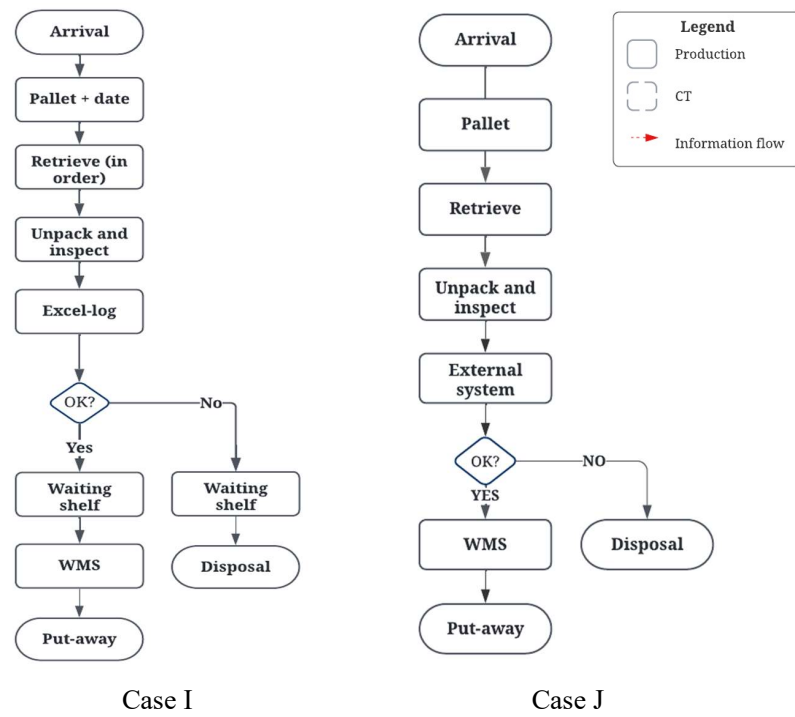 Arrival
Pallet + date
Retrieve (in
order)
Unpack and
inspect
Excel-log
OK?
No
Yes
Waiting
shelf
Waiting
shelf
WMS
Disposal
Put-away
Case I
Arrival
Pallet
Retrieve
Unpack and
inspect
External
system
OK?
NO
YES
WMS
Disposal
Put-away
Case J
Legend
Production
CT
Information flow